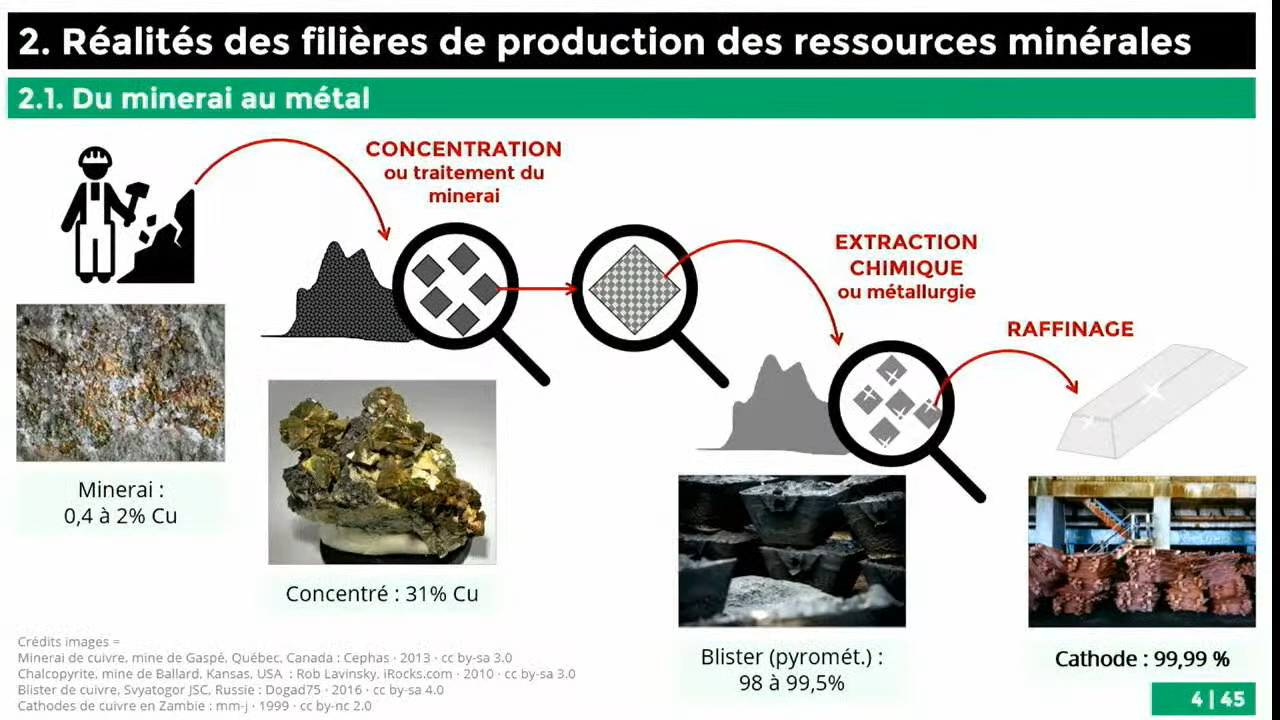 2. Réalités des filières de production des ressources minérales
2.1. Du minerai au métal
CONCENTRATION
ou traitement du
minerai
EXTRACTION
CHIMIQUE
ou métallurgie
RAFFINAGE
Minerai :
0,4 à 2% Cu
Concentré : 31% Cu
Blister (pyromét.) :
98 à 99,5%
Cathode : 99,99 %
Crédits images =
Minerai de cuivre, mine de Gaspé, Québec, Canada : Cephas · 2013 · cc by-sa 3.0
Chalcopyrite, mine de Ballard, Kansas, USA : Rob Lavinsky, iRocks.com · 2010 · cc by-sa 3.0
Blister de cuivre, Svyatogor JSC, Russie : Dogad75 · 2016 · cc by-sa 4.0
Cathodes de cuivre en Zambie : mm-j · 1999 · cc by-nc 2.0
4 | 45